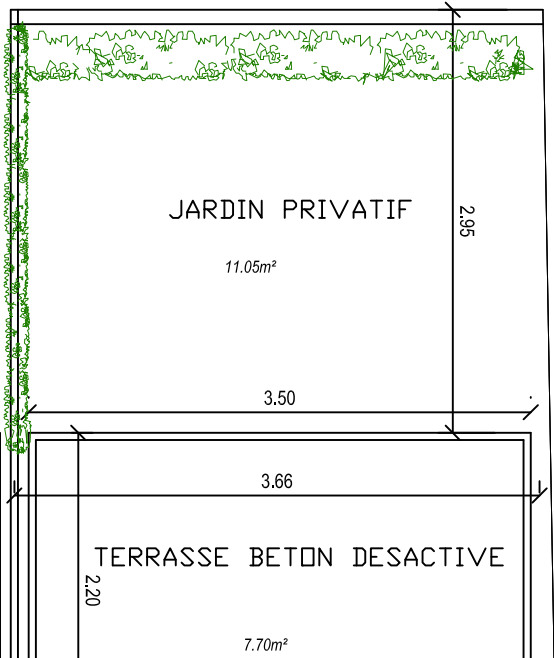 JARDIN PRIVATIF
2.95
11.05m²
3.50
3.66
TERRASSE BETON DESACTIVE
2.20
7.70m²